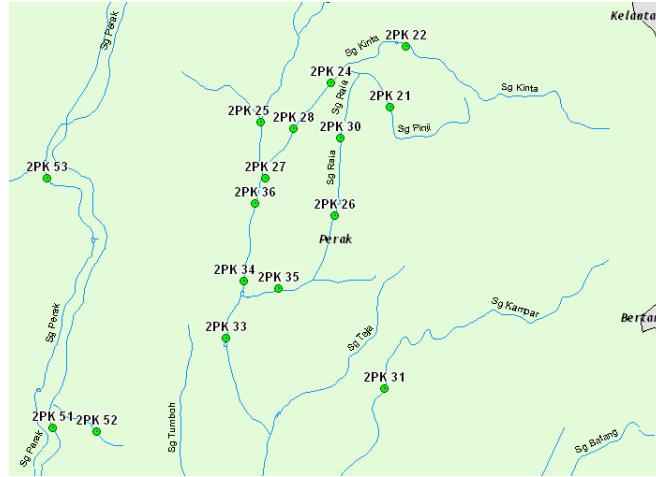 Kelanta
Sg Perak
2PK 22
Sg Kinta
2PK 24
Sg Kinta
Sg Raia
2PK 21
2PK 25
2PK 28
Sg Pinji
2PK 30
Sg Raia
2PK 53
2PK 27
2PK 36
2PK 26
Perak
2PK 34
2PK 35
Sg Kampar
Sg Perak
Bertan
2PK 33
Sg Teja
2PK 31
2PK 51
2PK 52
Sg Tumboh
Sg Perak
Sg Batang